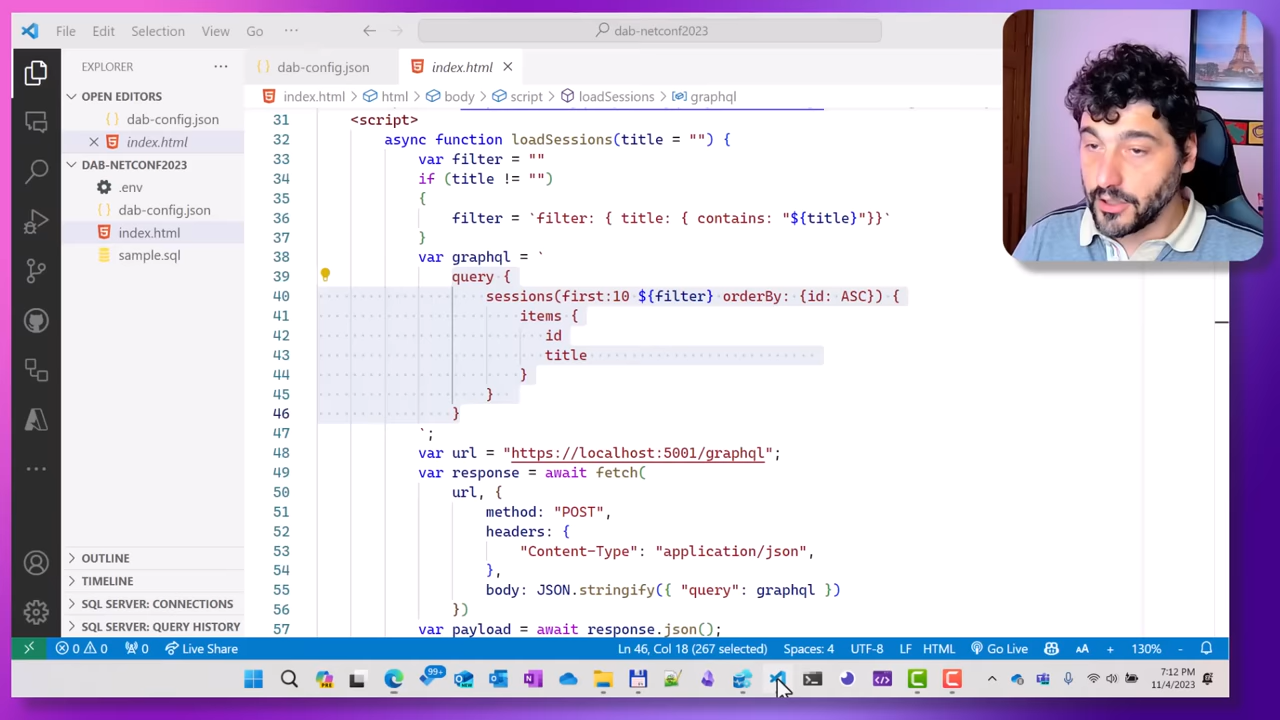 File Edit Selection View Go ···
dab-netconf2023
EXPLORER ···
dab-config.json
index.html
OPEN EDITORS
dab-config.json
index.html
DAB-NETCONF2023
.env
dab-config.json
index.html
sample.sql
OUTLINE
TIMELINE
SQL SERVER: CONNECTIONS
SQL SERVER: QUERY HISTORY
index.html > html > body > script > loadSessions > graphql
31 <script>
32 async function loadSessions(title = "") {
33 var filter = ""
34 if (title != "")
35 {
36 filter = `filter: { title: { contains: "${title}"}}`
37 }
38 var graphql = `
39 query {
40 sessions(first:10 ${filter} orderBy: {id: ASC}) {
41 items {
42 id
43 title
44 }
45 }
46 }
47 `;
48 var url = "https://localhost:5001/graphql";
49 var response = await fetch(
50 url, {
51 method: "POST",
52 headers: {
53 "Content-Type": "application/json",
54 },
55 body: JSON.stringify({ "query": graphql })
56 })
57 var payload = await response.json();
0 0 0 Live Share Ln 46, Col 18 (267 selected) Spaces: 4 UTF-8 LF HTML Go Live AA + 130% -
PRE 99+ 7:12 PM
11/4/2023